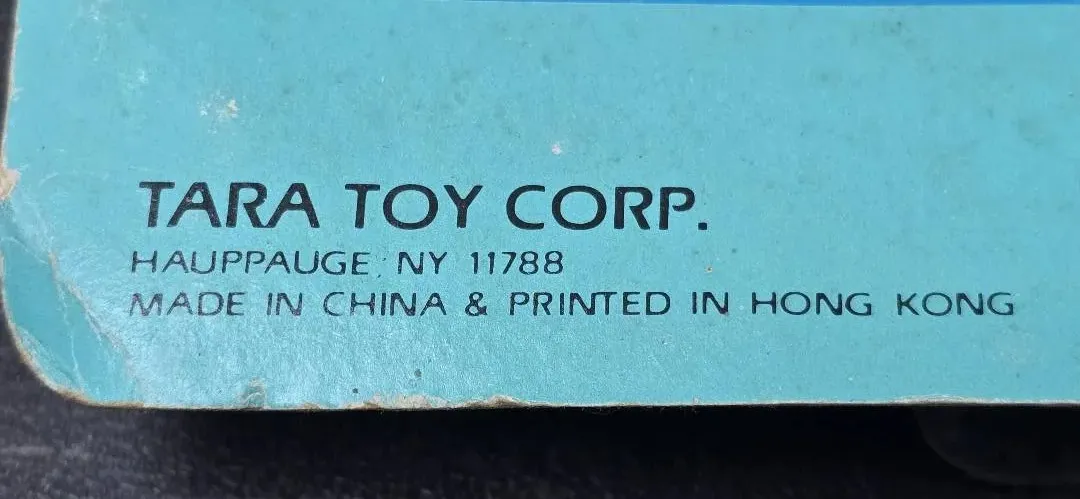 TARA TOY CORP.
HAUPPAUGE, NY 11788
MADE IN CHINA & PRINTED IN HONG KONG